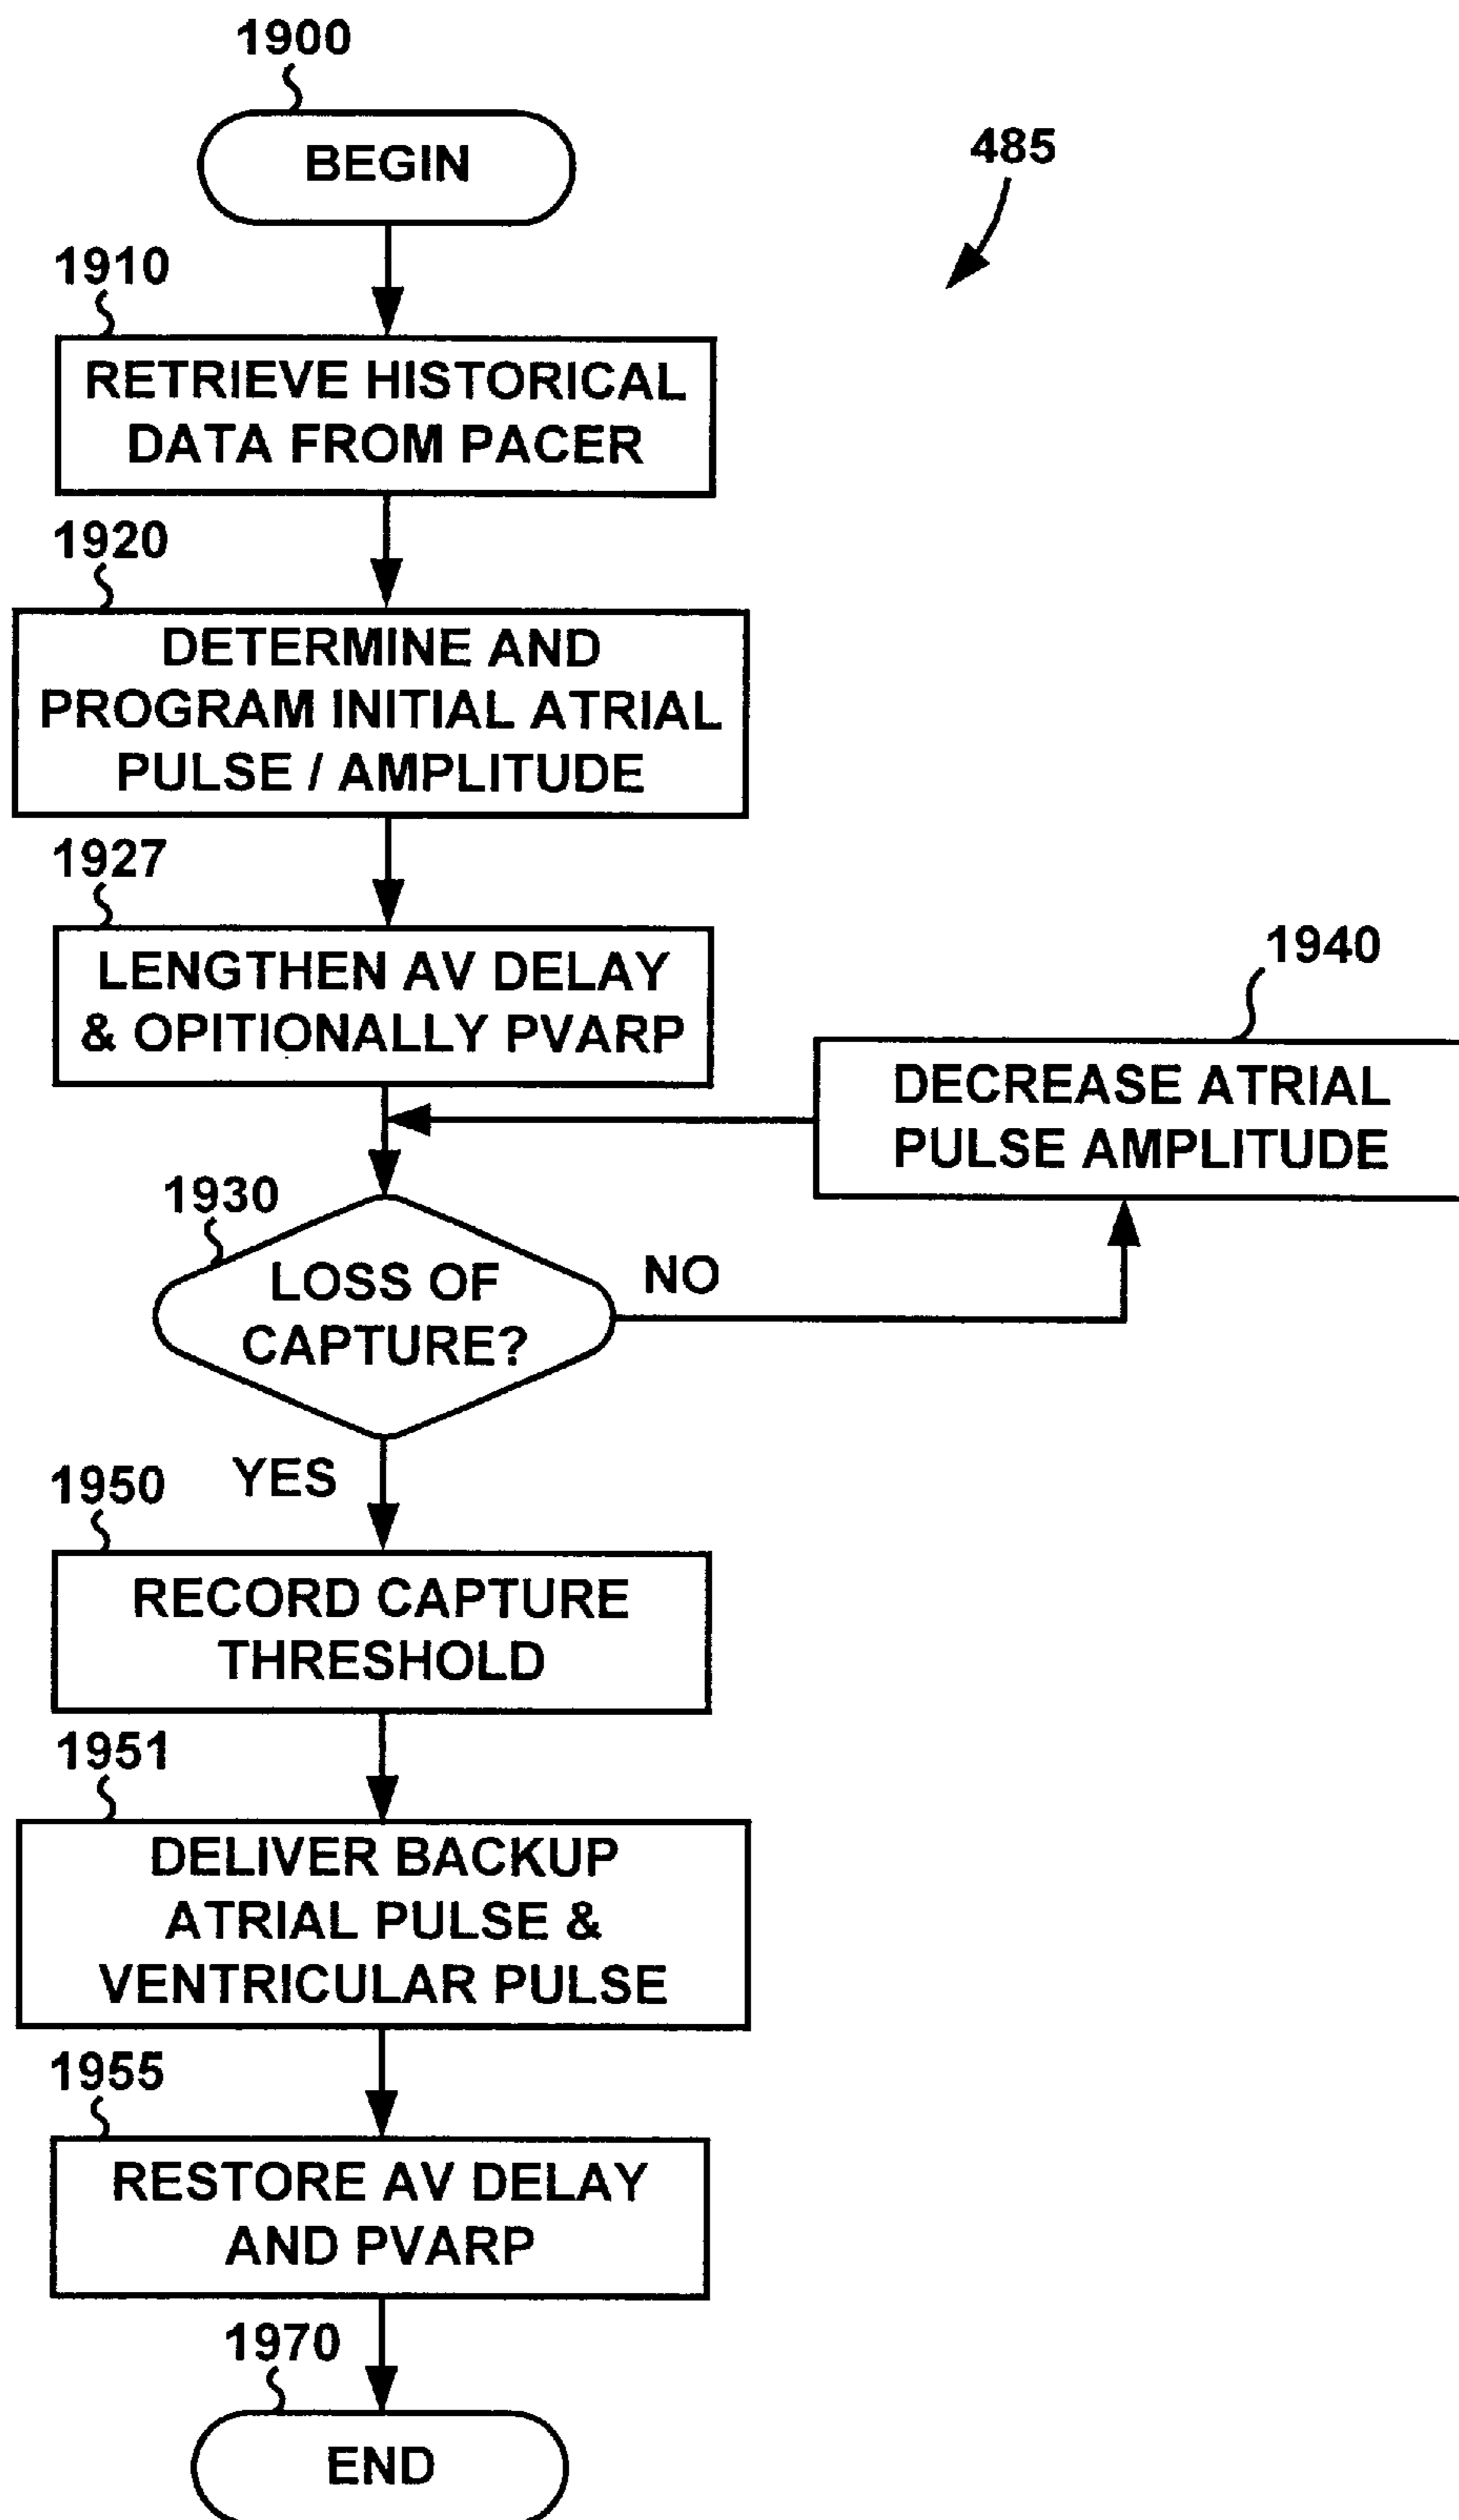 1900
BEGIN
485
1910
RETRIEVE HISTORICAL
DATA FROM PACER
1920
DETERMINE AND
PROGRAM INITIAL ATRIAL
PULSE / AMPLITUDE
1927
LENGTHEN AV DELAY
& OPITIONALLY PVARP
1940
DECREASE ATRIAL
PULSE AMPLITUDE
1930
LOSS OF
CAPTURE?
NO
YES
1950
RECORD CAPTURE
THRESHOLD
1951
DELIVER BACKUP
ATRIAL PULSE &
VENTRICULAR PULSE
1955
RESTORE AV DELAY
AND PVARP
1970
END